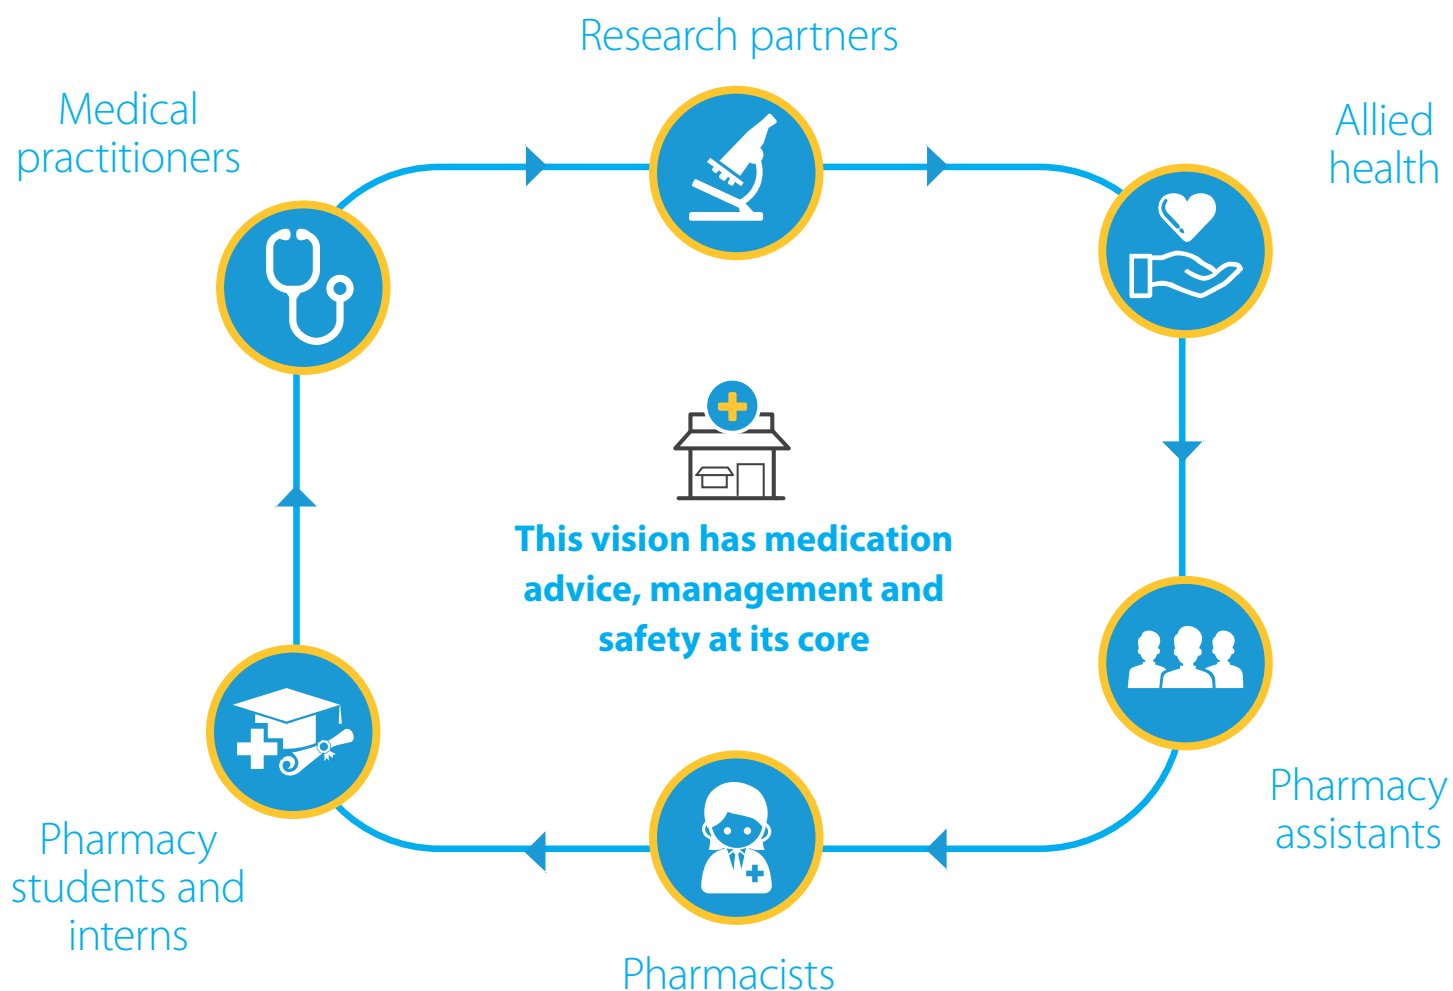 Research partners
Medical
practitioners
Allied
health
This vision has medication
advice, management and
safety at its core
Pharmacy
assistants
Pharmacy
students and
interns
Pharmacists